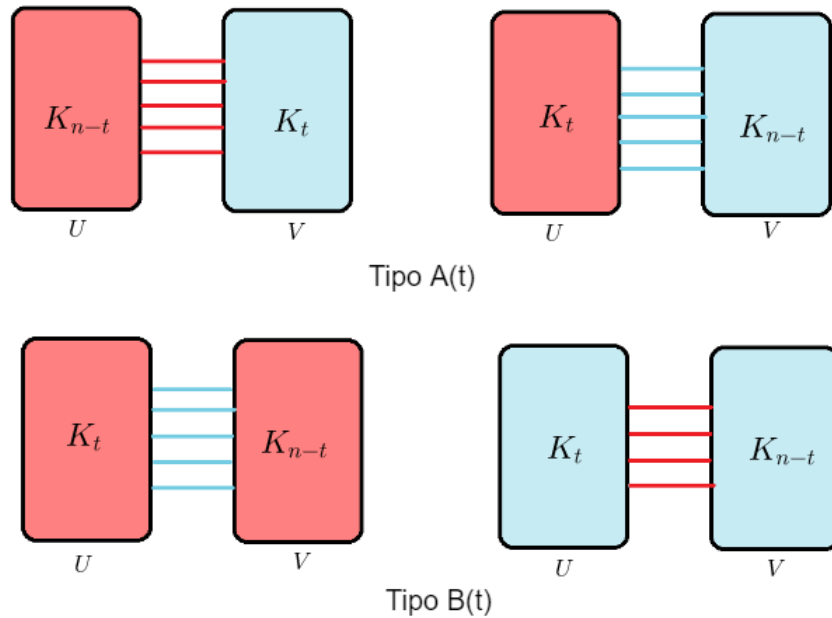 K_{n-t} K_t K_t K_{n-t}
U V U V
Tipo A(t)
K_t K_{n-t} K_t K_{n-t}
U V U V
Tipo B(t)